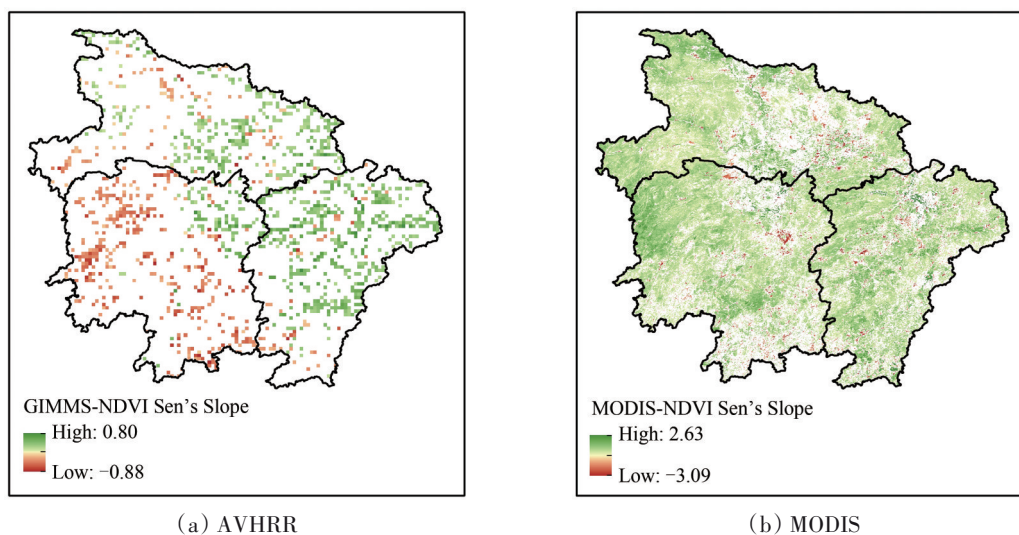 GIMMS-NDVI Sen's Slope
High: 0.80
Low: −0.88
(a) AVHRR
MODIS-NDVI Sen's Slope
High: 2.63
Low: −3.09
(b) MODIS